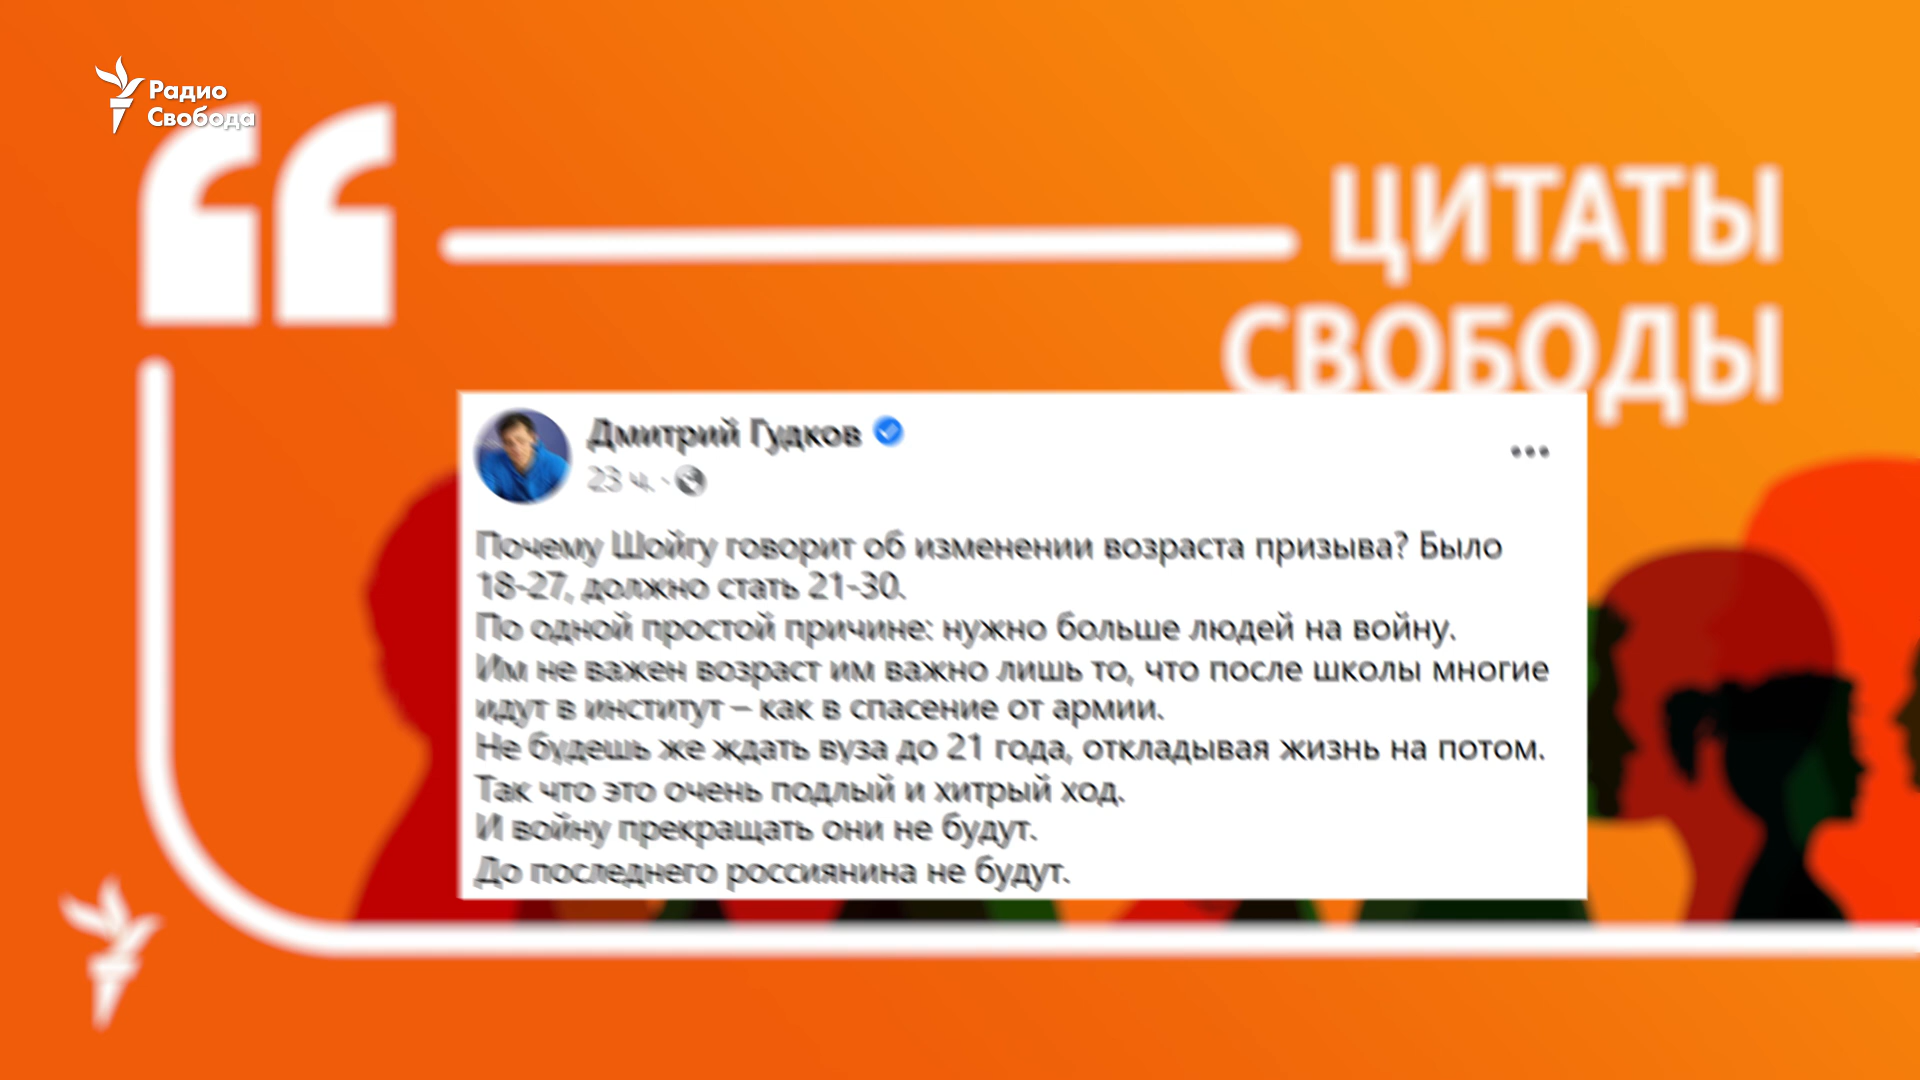 Радио
Свобода
ЦИТАТЫ
СВОБОДЫ
Дмитрий Гудков
23 ч. ·
Почему Шойгу говорит об изменении возраста призыва? Было
18-27, должно стать 21-30.
По одной простой причине: нужно больше людей на войну.
Им не важен возраст им важно лишь то, что после школы многие
идут в институт – как в спасение от армии.
Не будешь же ждать вуза до 21 года, откладывая жизнь на потом.
Так что это очень подлый и хитрый ход.
И войну прекращать они не будут.
До последнего россиянина не будут.